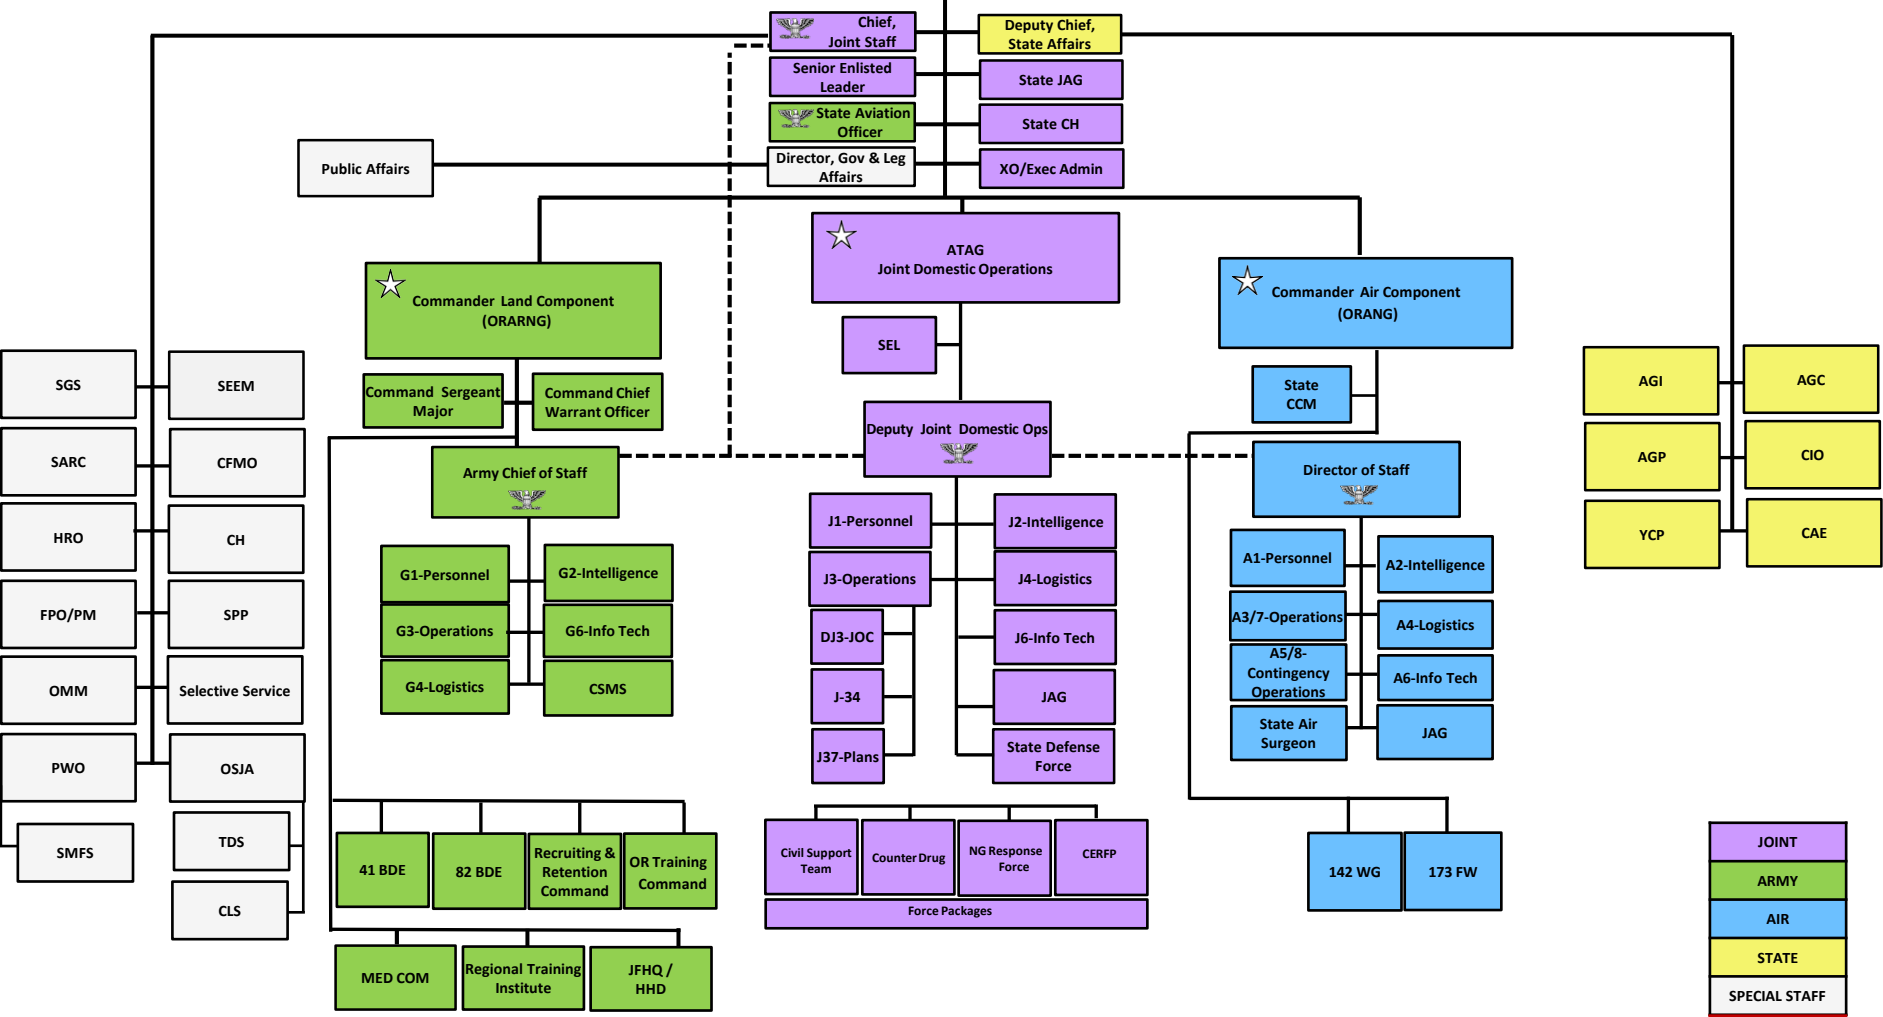 Chief,
Joint Staff
Deputy Chief,
State Affairs
Senior Enlisted
Leader
State JAG
State Aviation
Officer
State CH
Public Affairs
Director, Gov & Leg
Affairs
XO/Exec Admin
ATAG
Joint Domestic Operations
Commander Land Component
(ORARNG)
Commander Air Component
(ORANG)
SEL
Command Sergeant
Major
Command Chief
Warrant Officer
State
CCM
Deputy Joint Domestic Ops
Army Chief of Staff
Director of Staff
SGS
SEEM
SARC
CFMO
HRO
CH
FPO/PM
SPP
OMM
Selective Service
PWO
OSJA
SMFS
TDS
CLS
G1-Personnel
G2-Intelligence
G3-Operations
G6-Info Tech
G4-Logistics
CSMS
41 BDE
82 BDE
Recruiting &
Retention
Command
OR Training
Command
MED COM
Regional Training
Institute
JFHQ /
HHD
J1-Personnel
J2-Intelligence
J3-Operations
J4-Logistics
DJ3-JOC
J6-Info Tech
J-34
JAG
J37-Plans
State Defense
Force
Civil Support
Team
Counter Drug
NG Response
Force
CERFP
Force Packages
A1-Personnel
A2-Intelligence
A3/7-Operations
A4-Logistics
A5/8-
Contingency
Operations
A6-Info Tech
State Air
Surgeon
JAG
142 WG
173 FW
AGI
AGC
AGP
CIO
YCP
CAE
JOINT
ARMY
AIR
STATE
SPECIAL STAFF